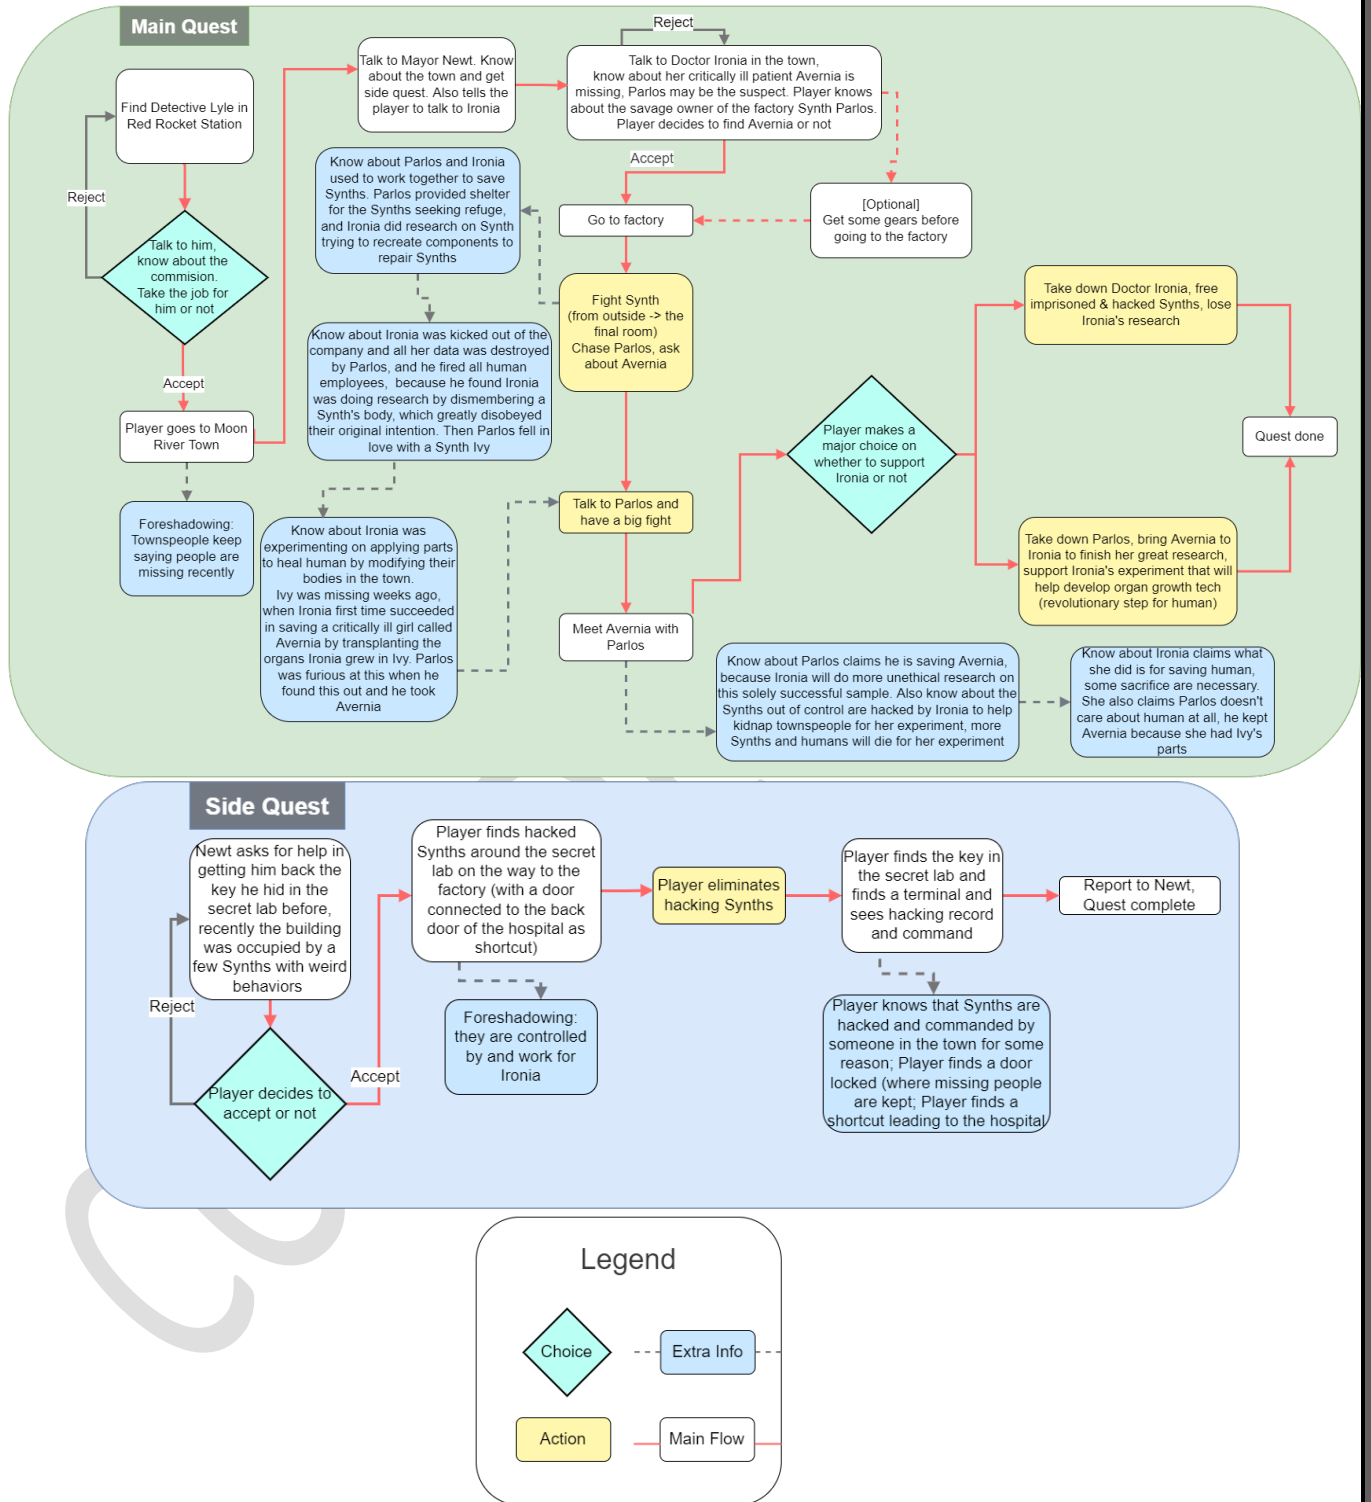 Main Quest
Find Detective Lyle in
Red Rocket Station
Reject
Talk to him,
know about the
commision.
Take the job for
him or not
Accept
Player goes to Moon
River Town
Foreshadowing:
Townspeople keep
saying people are
missing recently
Talk to Mayor Newt. Know
about the town and get
side quest. Also tells the
player to talk to Ironia
Reject
Talk to Doctor Ironia in the town,
know about her critically ill patient Avernia is
missing, Parlos may be the suspect. Player knows
about the savage owner of the factory Synth Parlos.
Player decides to find Avernia or not
Accept
[Optional]
Get some gears before
going to the factory
Go to factory
Fight Synth
(from outside -> the
final room)
Chase Parlos, ask
about Avernia
Know about Parlos and Ironia
used to work together to save
Synths. Parlos provided shelter
for the Synths seeking refuge,
and Ironia did research on Synth
trying to recreate components to
repair Synths
Know about Ironia was kicked out of the
company and all her data was destroyed
by Parlos, and he fired all human
employees, because he found Ironia
was doing research by dismembering a
Synth's body, which greatly disobeyed
their original intention. Then Parlos fell in
love with a Synth Ivy
Know about Ironia was
experimenting on applying parts
to heal human by modifying their
bodies in the town.
Ivy was missing weeks ago,
when Ironia first time succeeded
in saving a critically ill girl called
Avernia by transplanting the
organs Ironia grew in Ivy. Parlos
was furious at this when he
found this out and he took
Avernia
Talk to Parlos and
have a big fight
Meet Avernia with
Parlos
Know about Parlos claims he is saving Avernia,
because Ironia will do more unethical research on
this solely successful sample. Also know about the
Synths out of control are hacked by Ironia to help
kidnap townspeople for her experiment, more
Synths and humans will die for her experiment
Know about Ironia claims what
she did is for saving human,
some sacrifice are necessary.
She also claims Parlos doesn't
care about human at all, he kept
Avernia because she had Ivy's
parts
Player makes a
major choice on
whether to support
Ironia or not
Take down Doctor Ironia, free
imprisoned & hacked Synths, lose
Ironia's research
Take down Parlos, bring Avernia to
Ironia to finish her great research,
support Ironia's experiment that will
help develop organ growth tech
(revolutionary step for human)
Quest done
Side Quest
Newt asks for help in
getting him back the
key he hid in the
secret lab before,
recently the building
was occupied by a
few Synths with weird
behaviors
Reject
Player decides to
accept or not
Accept
Player finds hacked
Synths around the secret
lab on the way to the
factory (with a door
connected to the back
door of the hospital as
shortcut)
Foreshadowing:
they are controlled
by and work for
Ironia
Player eliminates
hacking Synths
Player finds the key in
the secret lab and
finds a terminal and
sees hacking record
and command
Player knows that Synths are
hacked and commanded by
someone in the town for some
reason; Player finds a door
locked (where missing people
are kept; Player finds a
shortcut leading to the hospital
Report to Newt,
Quest complete
Legend
Choice
Extra Info
Action
Main Flow